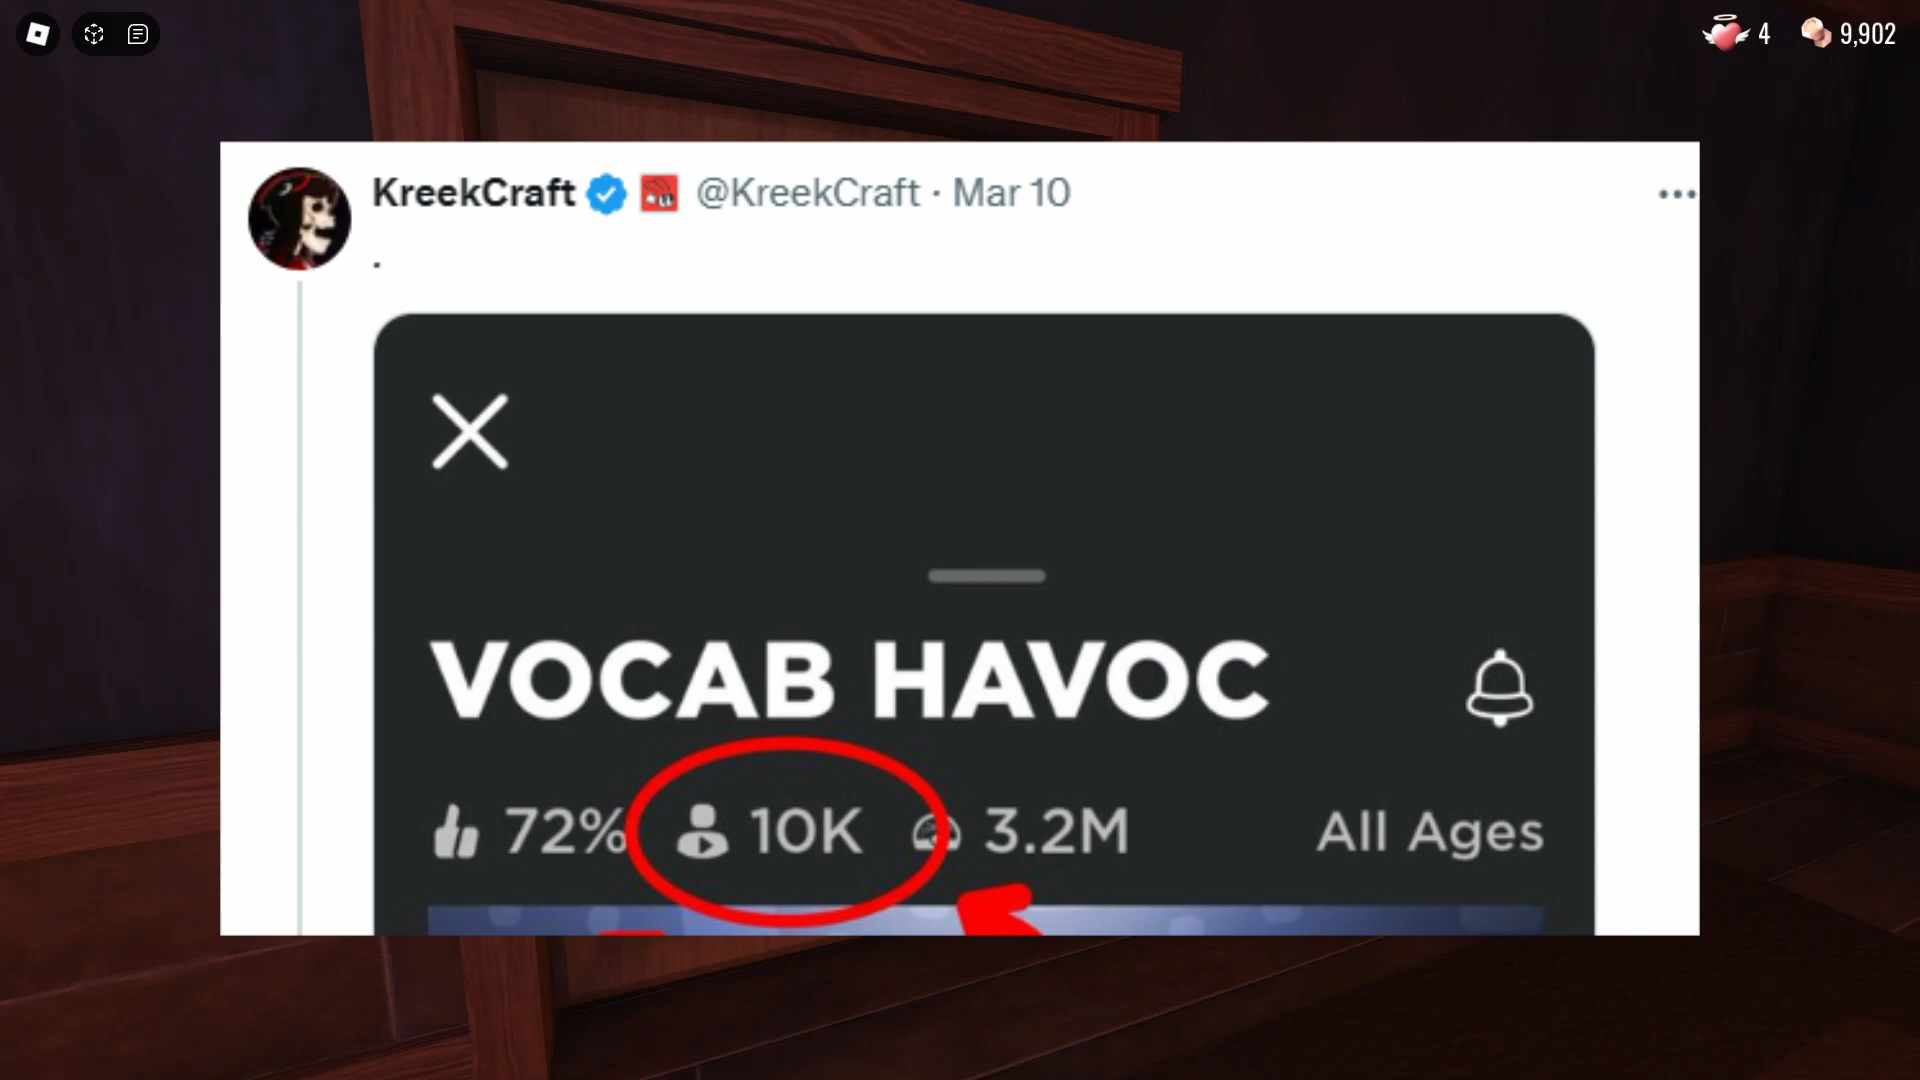 4 9,902
KreekCraft @KreekCraft · Mar 10
.
VOCAB HAVOC
72% 10K 3.2M All Ages